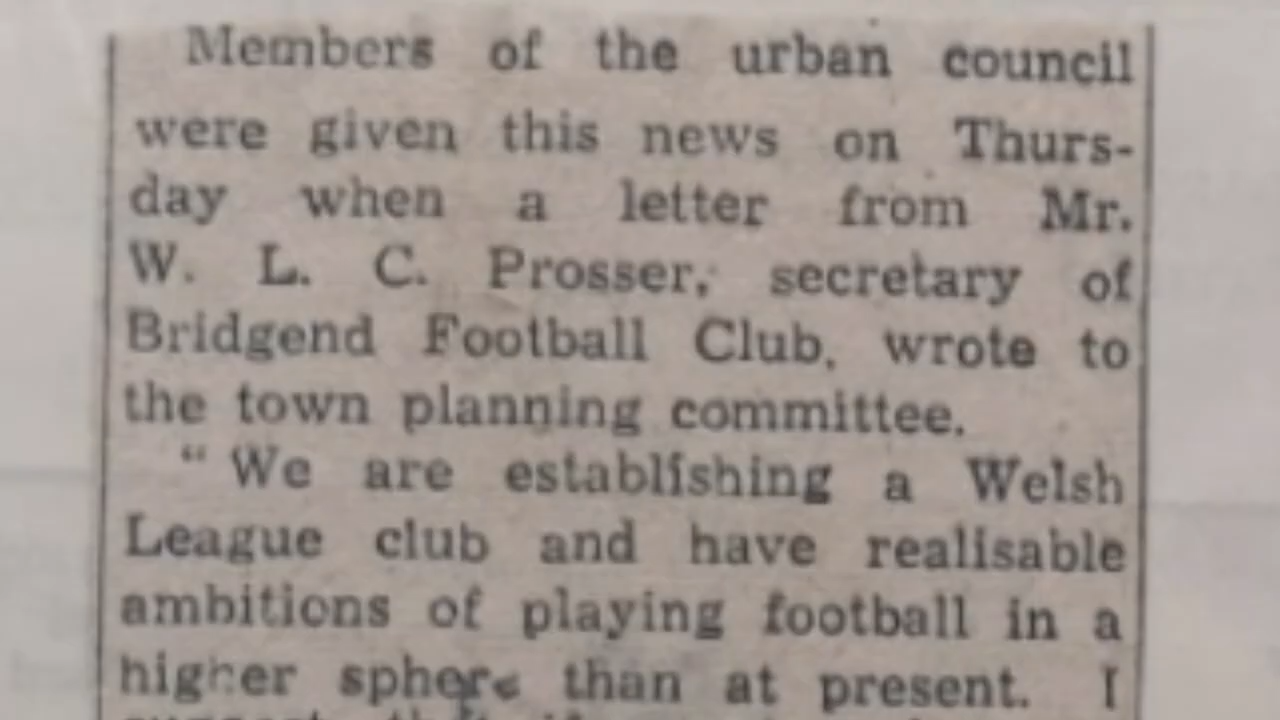 Members of the urban council
were given this news on Thurs-
day when a letter from Mr.
W. L. C. Prosser, secretary of
Bridgend Football Club, wrote to
the town planning committee.
“ We are establishing a Welsh
League club and have realisable
ambitions of playing football in a
higher sphere than at present. I